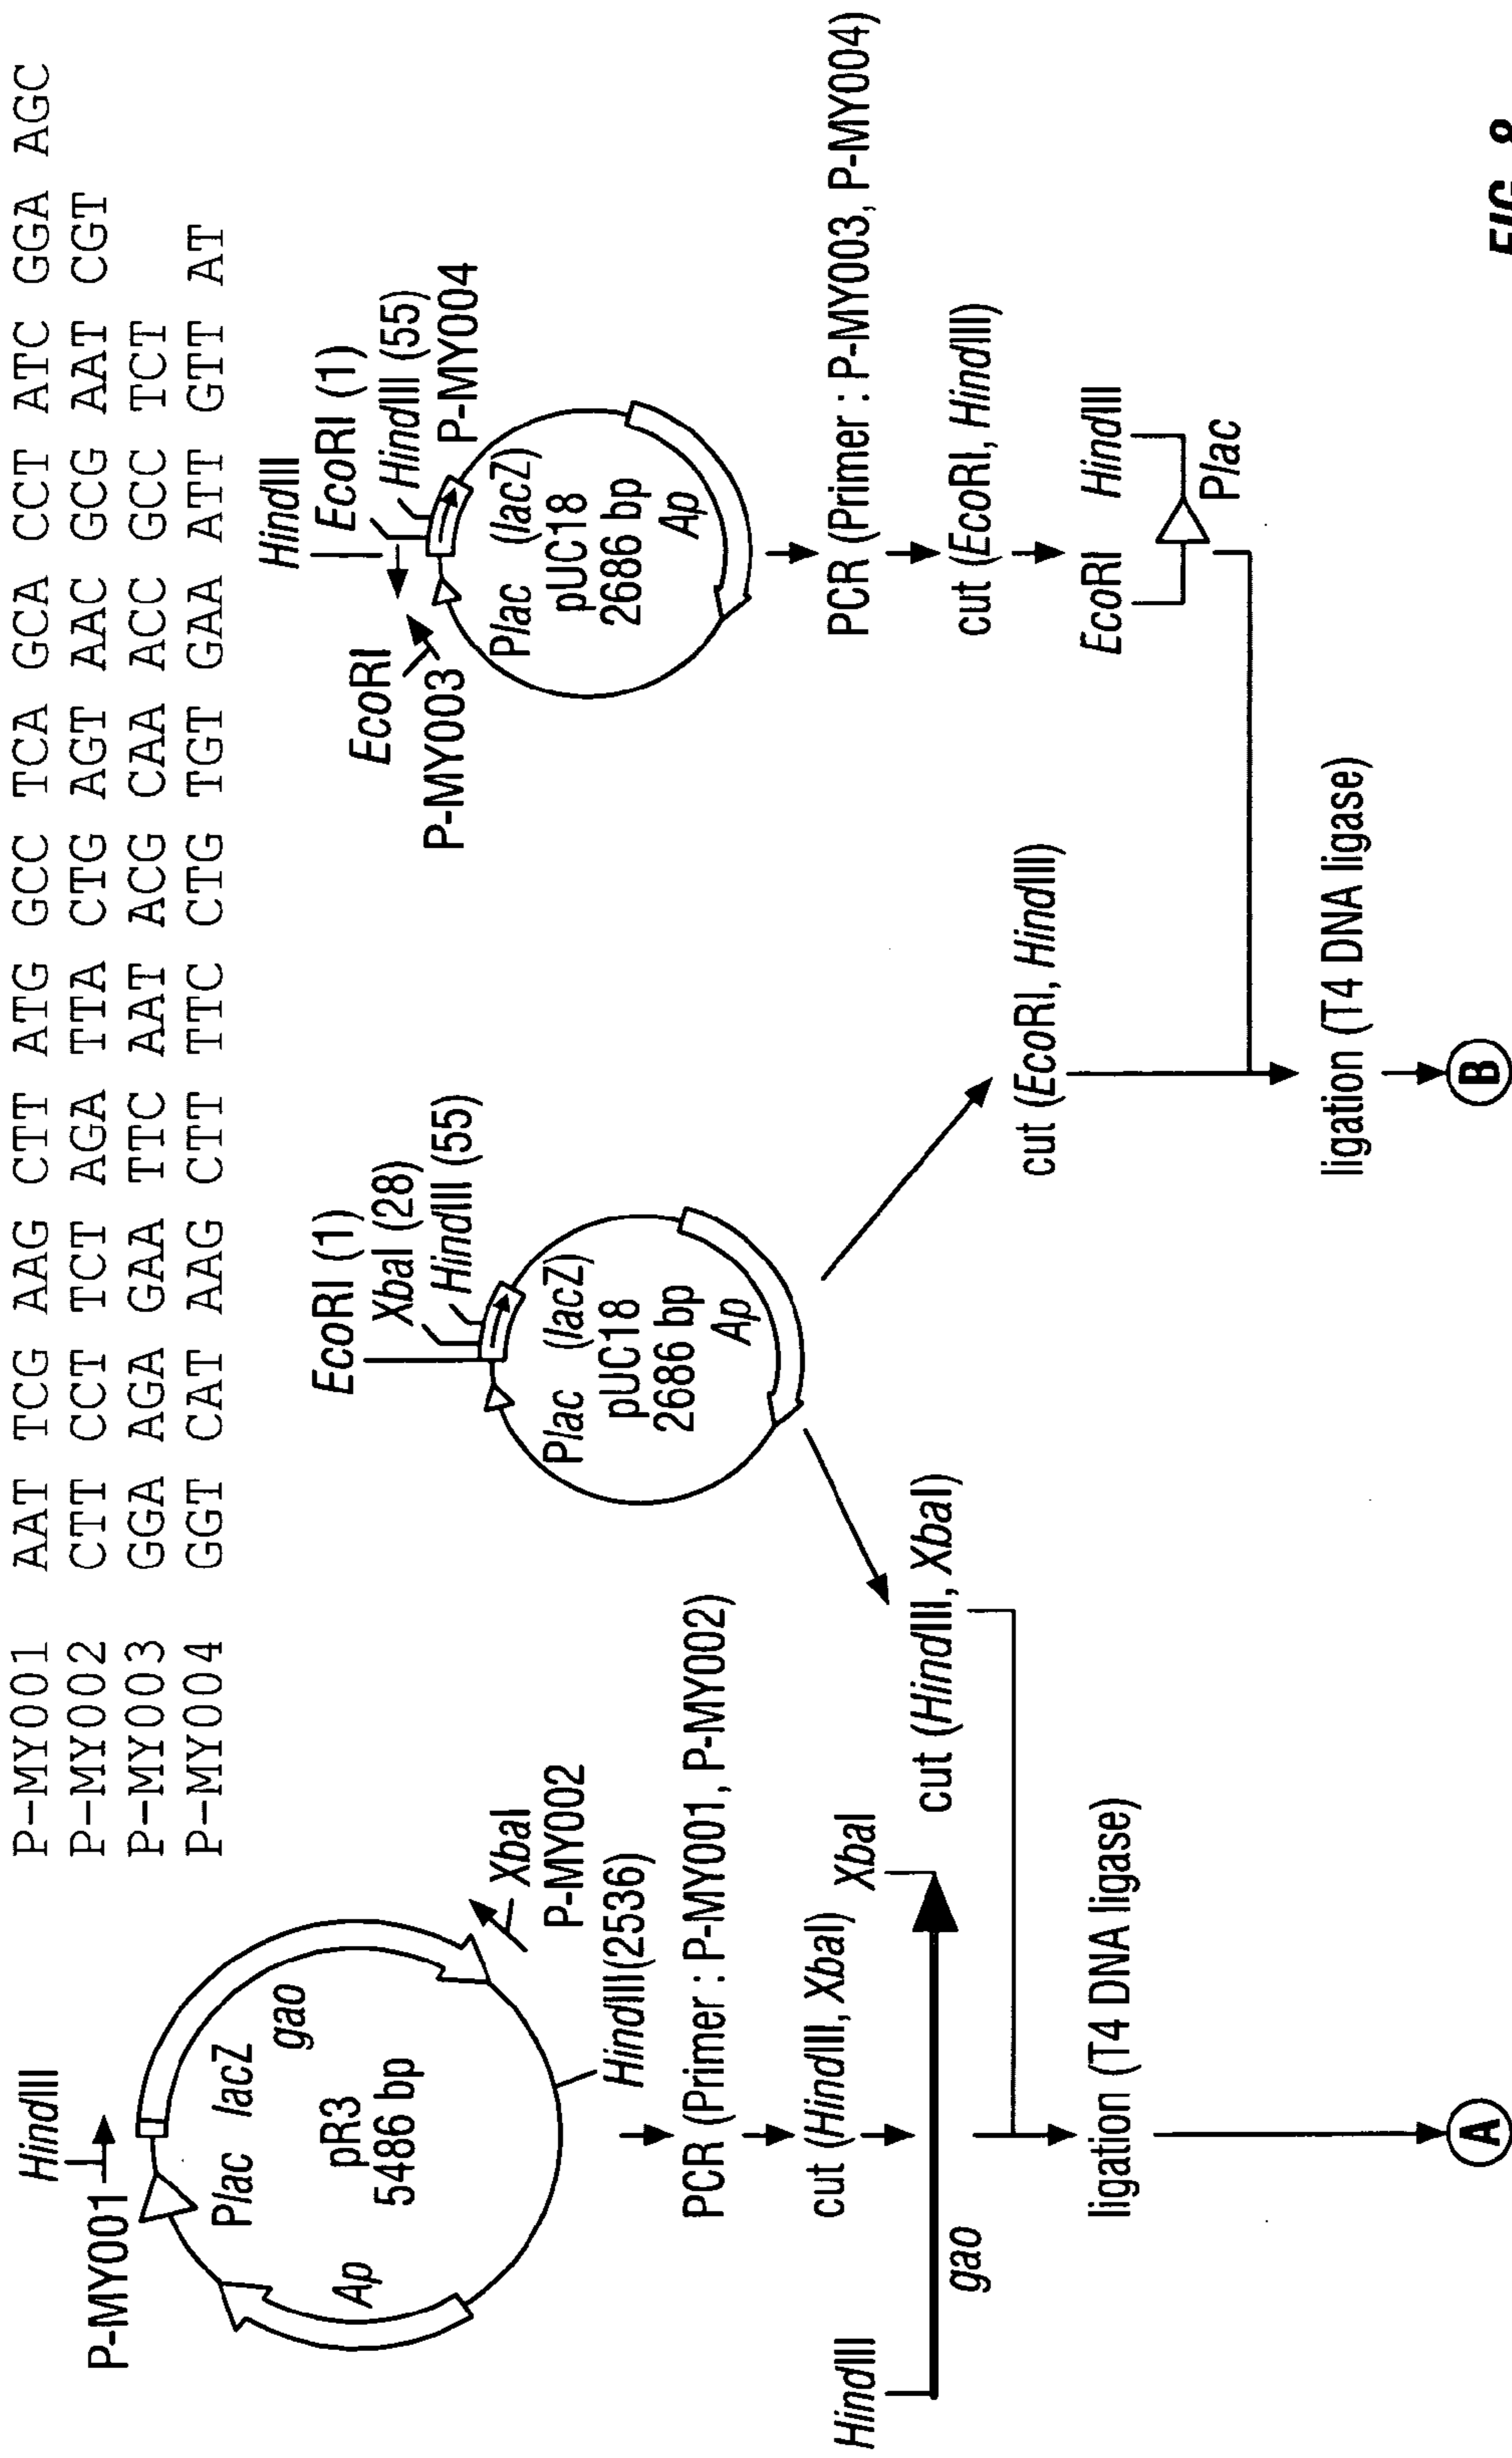 P-MY001 AAT TCG AAG CTT ATG GCC TCA GCA CCT ATC GGA AGC
P-MY002 CTT CCT TCT AGA TTA CTG AGT AAC GCG AAT CGT
P-MY003 GGA AGA GAA TTC AAT ACG CAA ACC GCC TCT
P-MY004 GGT CAT AAG CTT TTC CTG TGT GAA ATT GTT AT
HindIII
P-MY001
Plac lacZ
gao
Ap
pR3
5486 bp
XbaI
P-MY002
HindIII(2536)
PCR (Primer : P-MY001, P-MY002)
cut (HindIII, XbaI)
HindIII
XbaI
gao
ligation (T4 DNA ligase)
A
EcoRI (1)
XbaI (28)
HindIII (55)
Plac (lacZ)
pUC18
2686 bp
Ap
cut (HindIII, XbaI)
cut (EcoRI, HindIII)
ligation (T4 DNA ligase)
B
HindIII
EcoRI (1)
HindIII (55)
P-MY004
EcoRI
P-MY003
Plac (lacZ)
pUC18
2686 bp
Ap
PCR (Primer : P-MY003, P-MY004)
cut (EcoRI, HindIII)
EcoRI HindIII
Plac